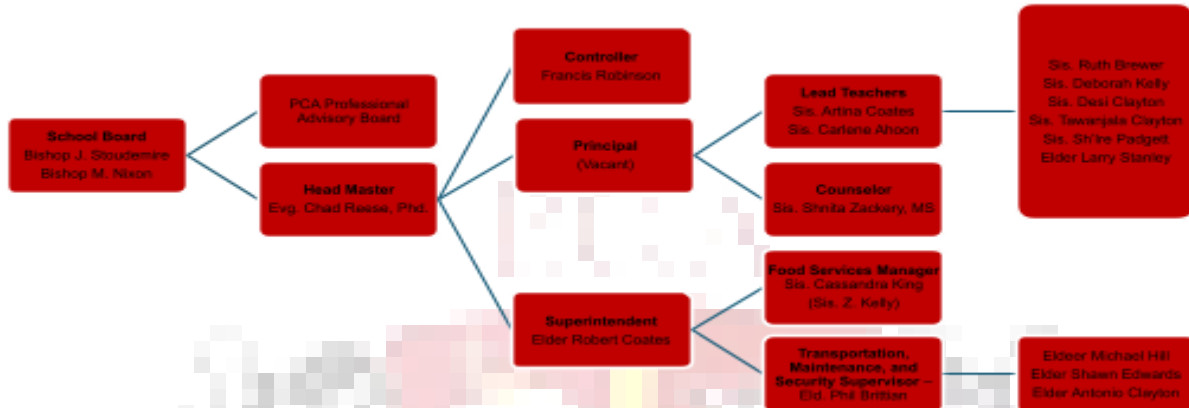 School Board
Bishop J. Stoudemire
Bishop M. Nixon
PCA Professional
Advisory Board
Head Master
Evg. Chad Reese, Phd.
Controller
Francis Robinson
Principal
(Vacant)
Lead Teachers
Sis. Artina Coates
Sis. Carlene Ahoon
Sis. Ruth Brewer
Sis. Deborah Kelly
Sis. Desi Clayton
Sis. Tawanjala Clayton
Sis. Sh'ire Padgett
Elder Larry Stanley
Counselor
Sis. Shnita Zackery, MS
Superintendent
Elder Robert Coates
Food Services Manager
Sis. Cassandra King
(Sis. Z. Kelly)
Transportation,
Maintenance, and
Security Supervisor –
Eld. Phil Brittian
Eldeer Michael Hill
Elder Shawn Edwards
Elder Antonio Clayton